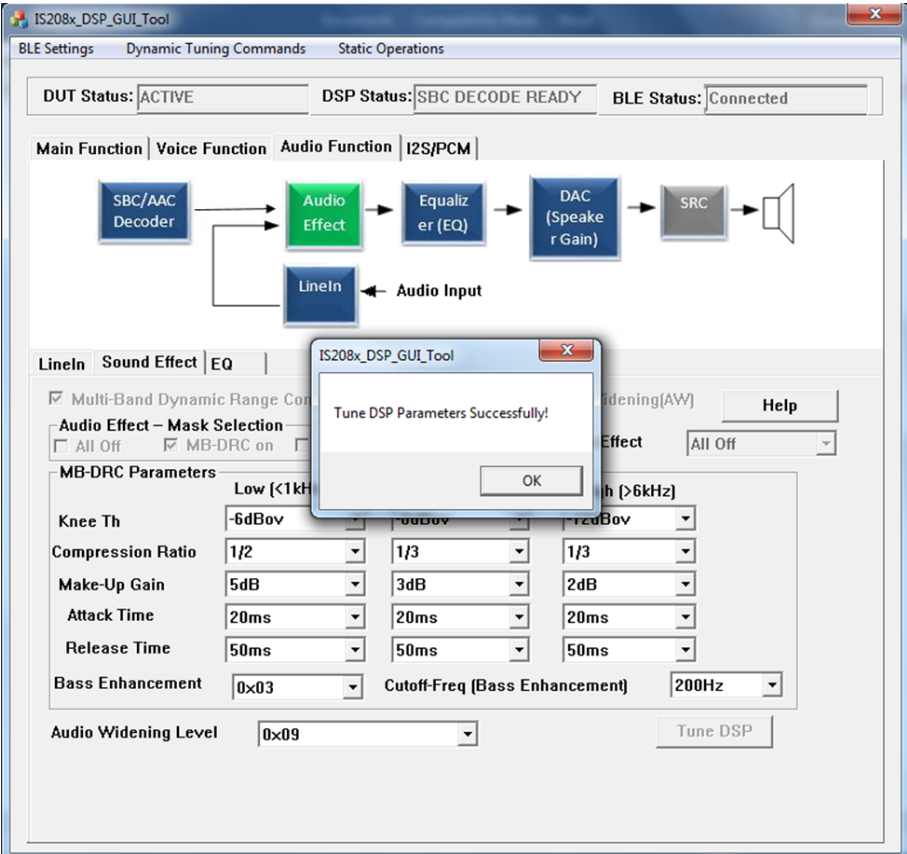 IS208x_DSP_GUI_Tool
BLE Settings Dynamic Tuning Commands Static Operations
DUT Status: ACTIVE DSP Status: SBC DECODE READY BLE Status: Connected
Main Function Voice Function Audio Function I2S/PCM
SBC/AAC
Decoder
Audio
Effect
Equaliz
er (EQ)
DAC
(Speake
r Gain)
SRC
LineIn
Audio Input
LineIn Sound Effect EQ
IS208x_DSP_GUI_Tool
Tune DSP Parameters Successfully!
OK
Multi-Band Dynamic Range Con idening(AW) Help
Audio Effect – Mask Selection
All Off MB-DRC on Effect All Off
MB-DRC Parameters
Low (<1kH gh (>6kHz)
Knee Th -6dBov -12dBov
Compression Ratio 1/2 1/3 1/3
Make-Up Gain 5dB 3dB 2dB
Attack Time 20ms 20ms 20ms
Release Time 50ms 50ms 50ms
Bass Enhancement 0x03 Cutoff-Freq (Bass Enhancement) 200Hz
Audio Widening Level 0x09 Tune DSP